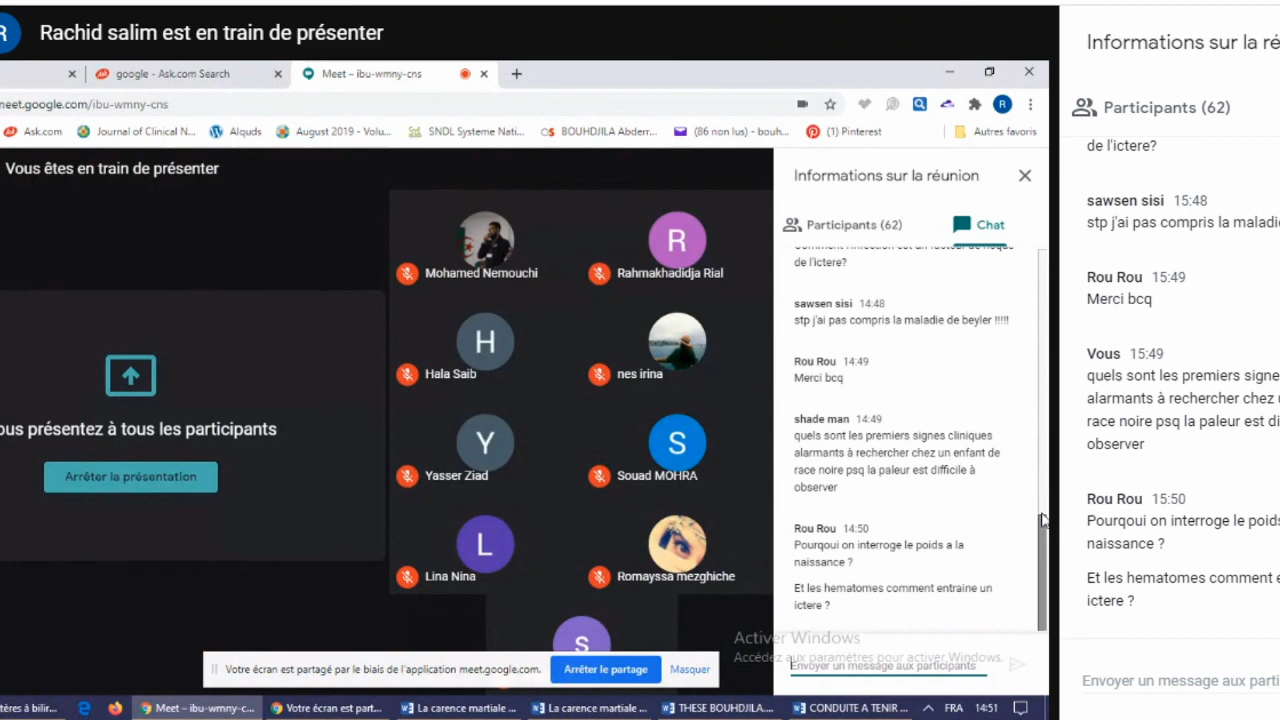 R
Rachid salim est en train de présenter
google - Ask.com Search
Meet – ibu-wmny-cns
neet.google.com/ibu-wmny-cns
R
Ask.com
Journal of Clinical N...
Alquds
August 2019 - Volu...
SNDL Systeme Nati...
BOUHDJILA Abderr...
(86 non lus) - bouh...
(1) Pinterest
Autres favoris
Vous êtes en train de présenter
ous présentez à tous les participants
Arrêter la présentation
Mohamed Nemouchi
R
Rahmakhadidja Rial
H
Hala Saib
nes irina
Y
Yasser Ziad
S
Souad MOHRA
L
Lina Nina
Romayssa mezghiche
S
Informations sur la réunion
Participants (62)
Chat
Comment l'infection est un facteur de risque
de l'ictere?
sawsen sisi 14:48
stp j'ai pas compris la maladie de beyler !!!!!
Rou Rou 14:49
Merci bcq
shade man 14:49
quels sont les premiers signes cliniques
alarmants à rechercher chez un enfant de
race noire psq la paleur est difficile à
observer
Rou Rou 14:50
Pourqoui on interroge le poids a la
naissance ?
Et les hematomes comment entraine un
ictere ?
Activer Windows
Accédez aux paramètres pour activer Windows.
Envoyer un message aux participants
Votre écran est partagé par le biais de l'application meet.google.com.
Arrêter le partage
Masquer
tères à bilir...
Meet – ibu-wmny-c...
Votre écran est part...
La carence martiale ...
La carence martiale ...
THESE BOUHDJILA....
CONDUITE A TENIR ...
FRA
14:51
Informations sur la ré
Participants (62)
de l'ictere?
sawsen sisi 15:48
stp j'ai pas compris la maladi
Rou Rou 15:49
Merci bcq
Vous 15:49
quels sont les premiers signe
alarmants à rechercher chez u
race noire psq la paleur est di
observer
Rou Rou 15:50
Pourqoui on interroge le poids
naissance ?
Et les hematomes comment e
ictere ?
Envoyer un message aux parti